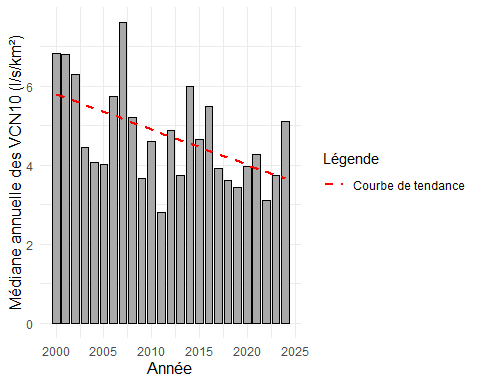 Médiane annuelle des VCN10 (l/s/km²)
6
4
2
0
2000 2005 2010 2015 2020 2025
Année
Légende
Courbe de tendance